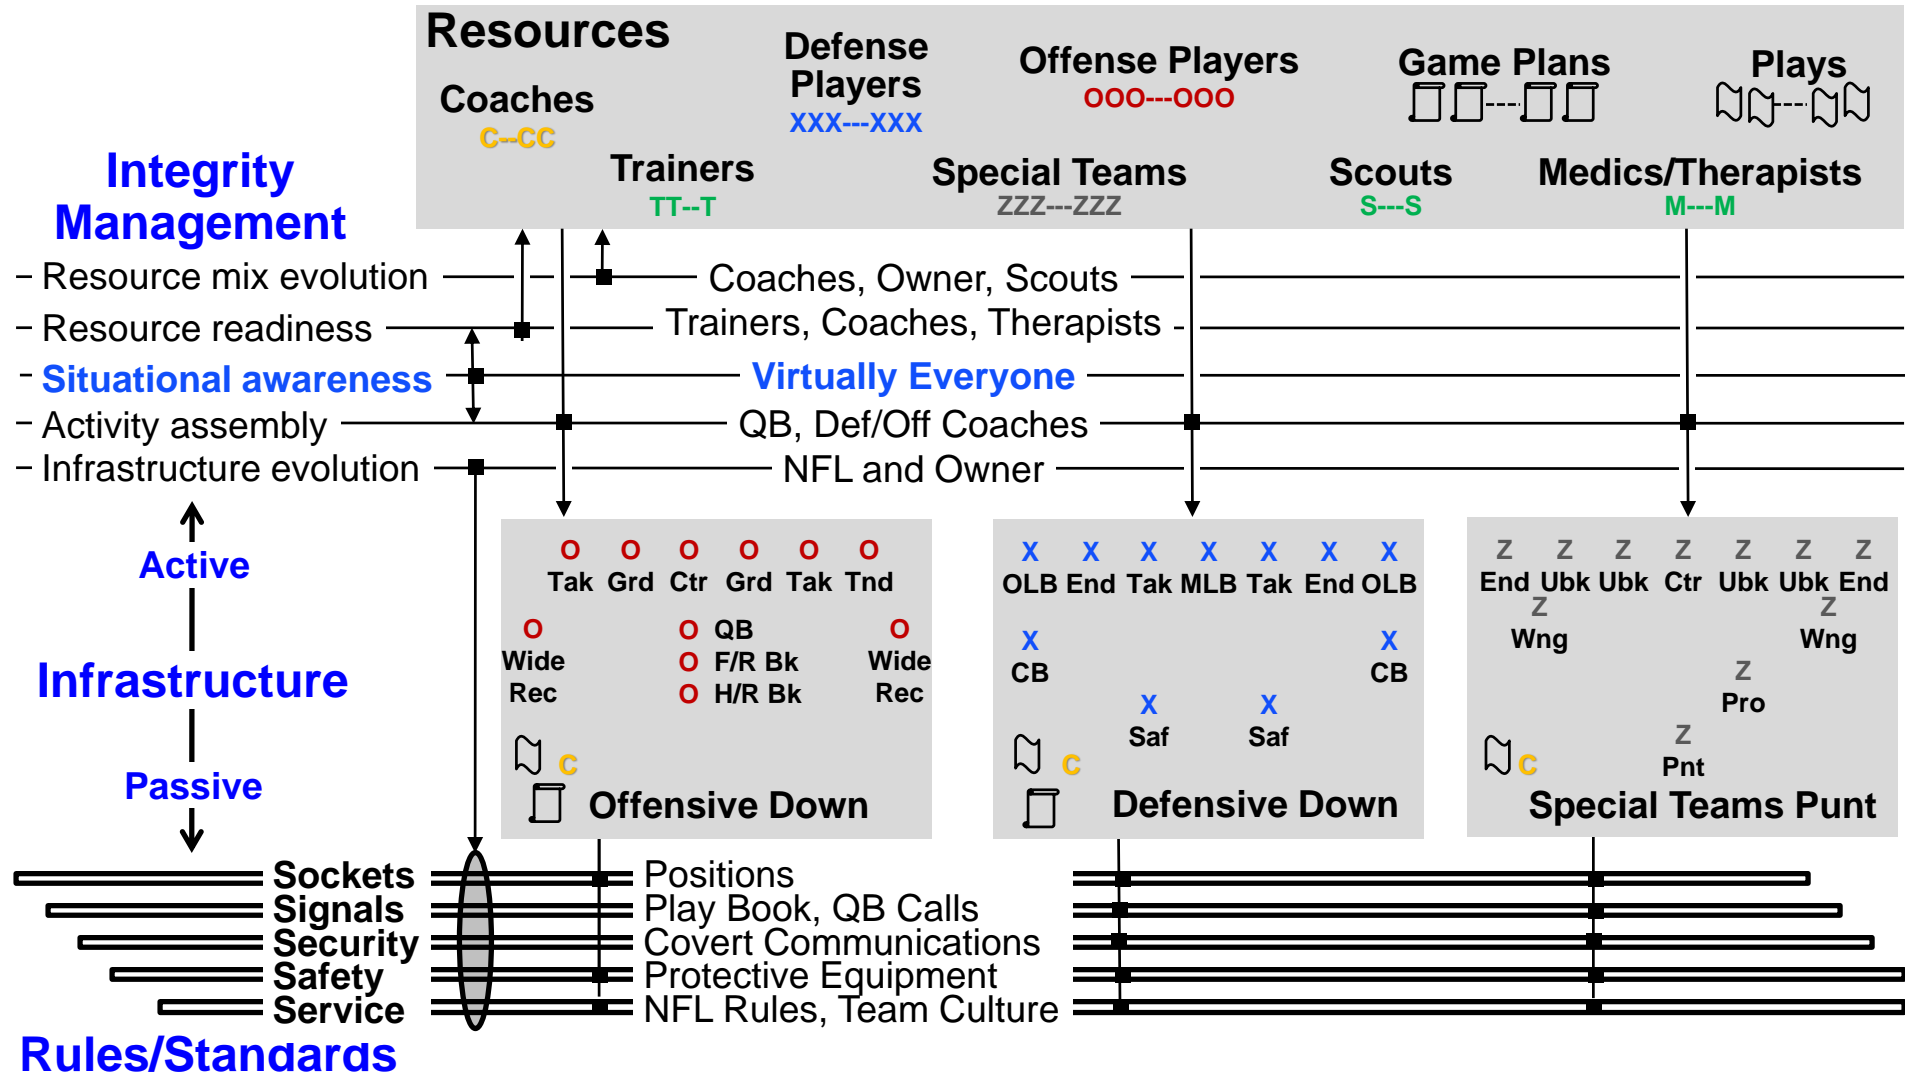 Resources
Coaches
C--CC
Defense
Players
XXX---XXX
Offense Players
OOO---OOO
Game Plans
Plays
Trainers
TT--T
Special Teams
ZZZ---ZZZ
Scouts
S---S
Medics/Therapists
M---M
Integrity
Management
– Resource mix evolution
Coaches, Owner, Scouts
– Resource readiness
Trainers, Coaches, Therapists
– Situational awareness
Virtually Everyone
– Activity assembly
QB, Def/Off Coaches
– Infrastructure evolution
NFL and Owner
Active
Infrastructure
Passive
O O O O O O
Tak Grd Ctr Grd Tak Tnd
O O QB O
Wide O F/R Bk Wide
Rec O H/R Bk Rec
C
Offensive Down
X X X X X X X
OLB End Tak MLB Tak End OLB
X X
CB CB
X X
Saf Saf
C
Defensive Down
Z Z Z Z Z Z Z
End Ubk Ubk Ctr Ubk Ubk End
Z Z
Wng Wng
Z
Pro
Z
Pnt
C
Special Teams Punt
Sockets Positions
Signals Play Book, QB Calls
Security Covert Communications
Safety Protective Equipment
Service NFL Rules, Team Culture
Rules/Standards